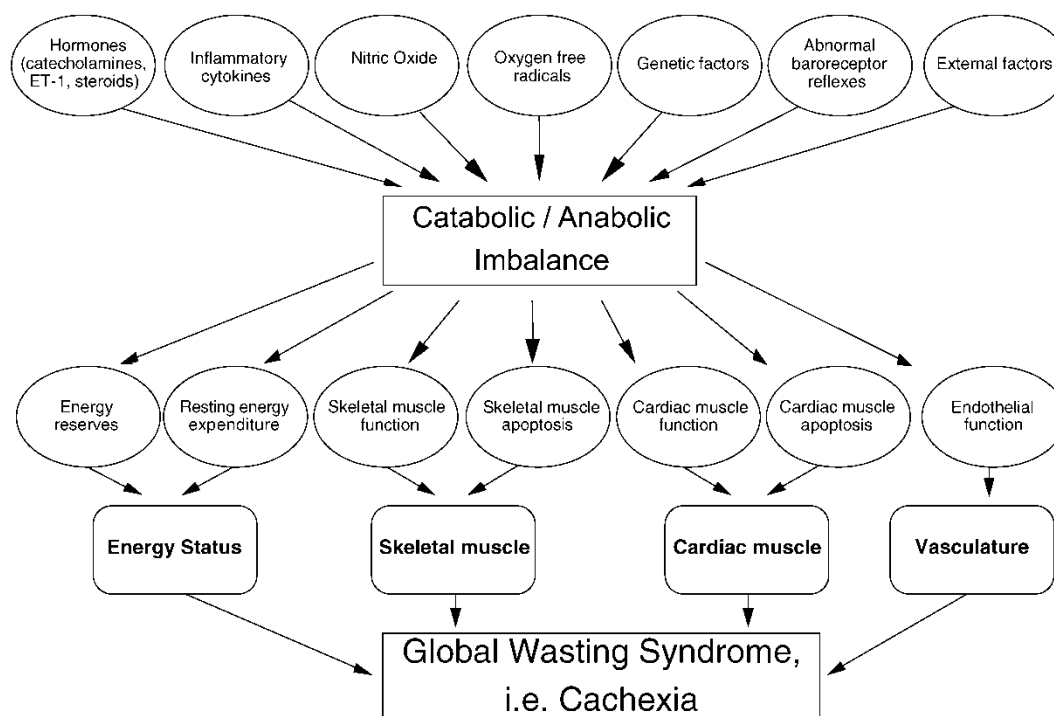 Hormones
(catecholamines,
ET-1, steroids)
Inflammatory
cytokines
Nitric Oxide
Oxygen free
radicals
Genetic factors
Abnormal
baroreceptor
reflexes
External factors
Catabolic / Anabolic
Imbalance
Energy
reserves
Resting energy
expenditure
Skeletal muscle
function
Skeletal muscle
apoptosis
Cardiac muscle
function
Cardiac muscle
apoptosis
Endothelial
function
Energy Status
Skeletal muscle
Cardiac muscle
Vasculature
Global Wasting Syndrome,
i.e. Cachexia